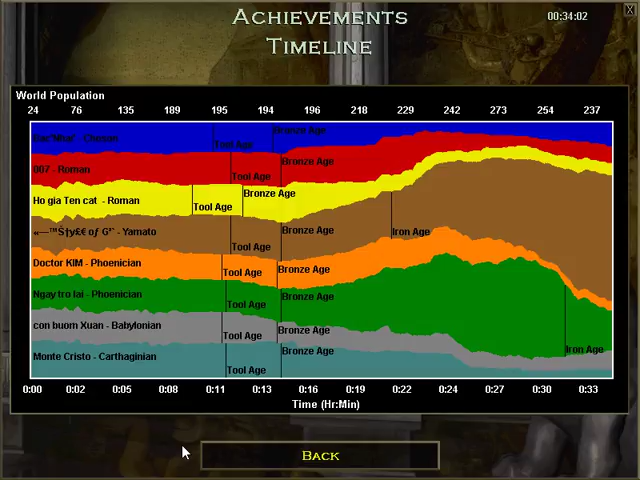 Achievements
Timeline
00:34:02
X
World Population
24 76 135 189 195 194 196 218 229 242 273 254 237
Choson
Tool Age
Bronze Age
007 - Roman
Tool Age
Bronze Age
Ho gia Ten cat - Roman
Tool Age
Bronze Age
Yamato
Tool Age
Bronze Age
Iron Age
Doctor KIM - Phoenician
Tool Age
Bronze Age
Ngay tro lai - Phoenician
Tool Age
Bronze Age
Iron Age
con buom Xuan - Babylonian
Tool Age
Bronze Age
Monte Cristo - Carthaginian
Tool Age
Bronze Age
0:00 0:02 0:05 0:08 0:11 0:13 0:16 0:19 0:22 0:24 0:27 0:30 0:33
Time (Hr:Min)
Back